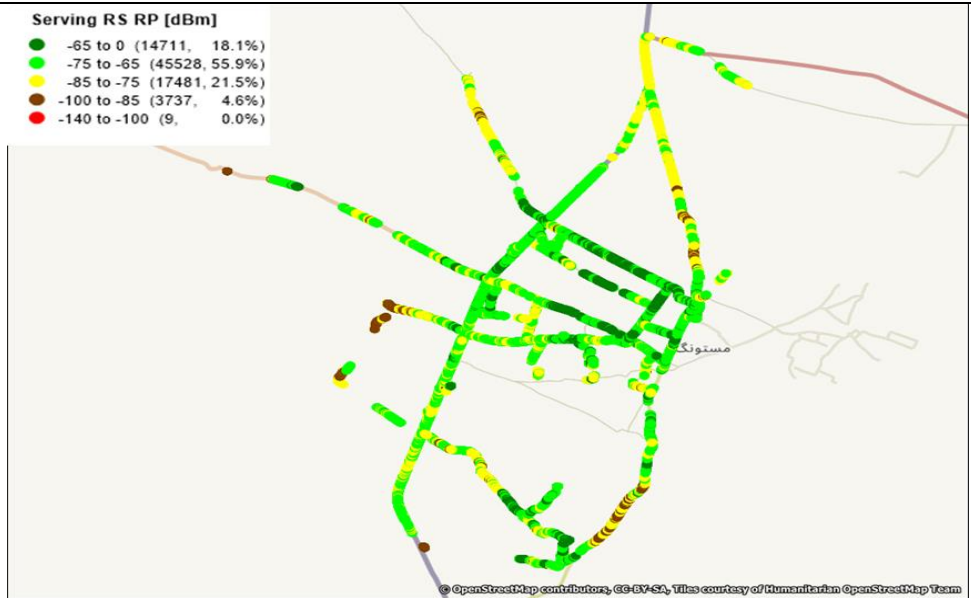 Serving RS RP [dBm]
-65 to 0 (14711, 18.1%)
-75 to -65 (45528, 55.9%)
-85 to -75 (17481, 21.5%)
-100 to -85 (3737, 4.6%)
-140 to -100 (9, 0.0%)
مستونگ
© OpenStreetMap contributors, CC-BY-SA, Tiles courtesy of Humanitarian OpenStreetMap Team